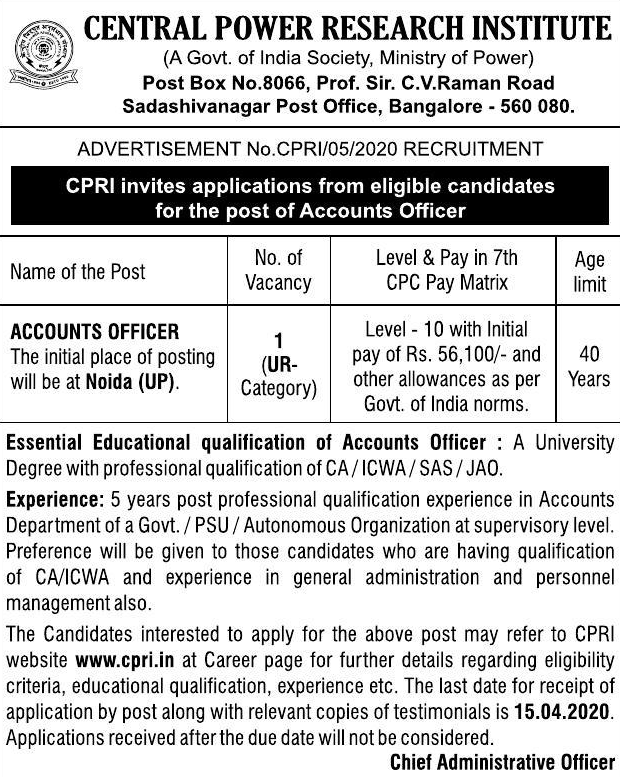 CENTRAL POWER RESEARCH INSTITUTE
(A Govt. of India Society, Ministry of Power)
Post Box No.8066, Prof. Sir. C.V.Raman Road
Sadashivanagar Post Office, Bangalore - 560 080.
ADVERTISEMENT No.CPRI/05/2020 RECRUITMENT
CPRI invites applications from eligible candidates
for the post of Accounts Officer
Name of the Post
No. of
Vacancy
Level & Pay in 7th
CPC Pay Matrix
Age
limit
ACCOUNTS OFFICER
The initial place of posting
will be at Noida (UP).
1
(UR-
Category)
Level - 10 with Initial
pay of Rs. 56,100/- and
other allowances as per
Govt. of India norms.
40
Years
Essential Educational qualification of Accounts Officer : A University
Degree with professional qualification of CA / ICWA / SAS / JAO.
Experience: 5 years post professional qualification experience in Accounts
Department of a Govt. / PSU / Autonomous Organization at supervisory level.
Preference will be given to those candidates who are having qualification
of CA/ICWA and experience in general administration and personnel
management also.
The Candidates interested to apply for the above post may refer to CPRI
website www.cpri.in at Career page for further details regarding eligibility
criteria, educational qualification, experience etc. The last date for receipt of
application by post along with relevant copies of testimonials is 15.04.2020.
Applications received after the due date will not be considered.
Chief Administrative Officer